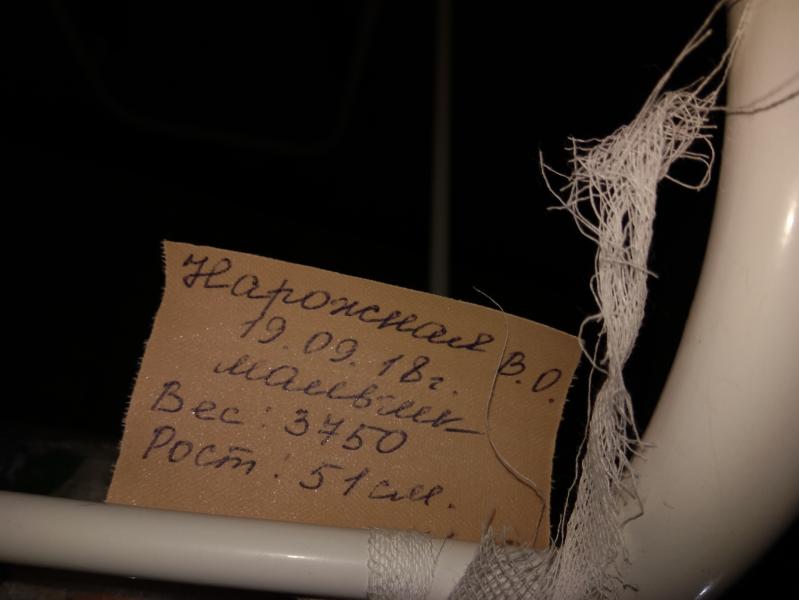 Нарожная В.О.
19.09.18г.
мальчик
Вес: 3750
Рост: 51см.